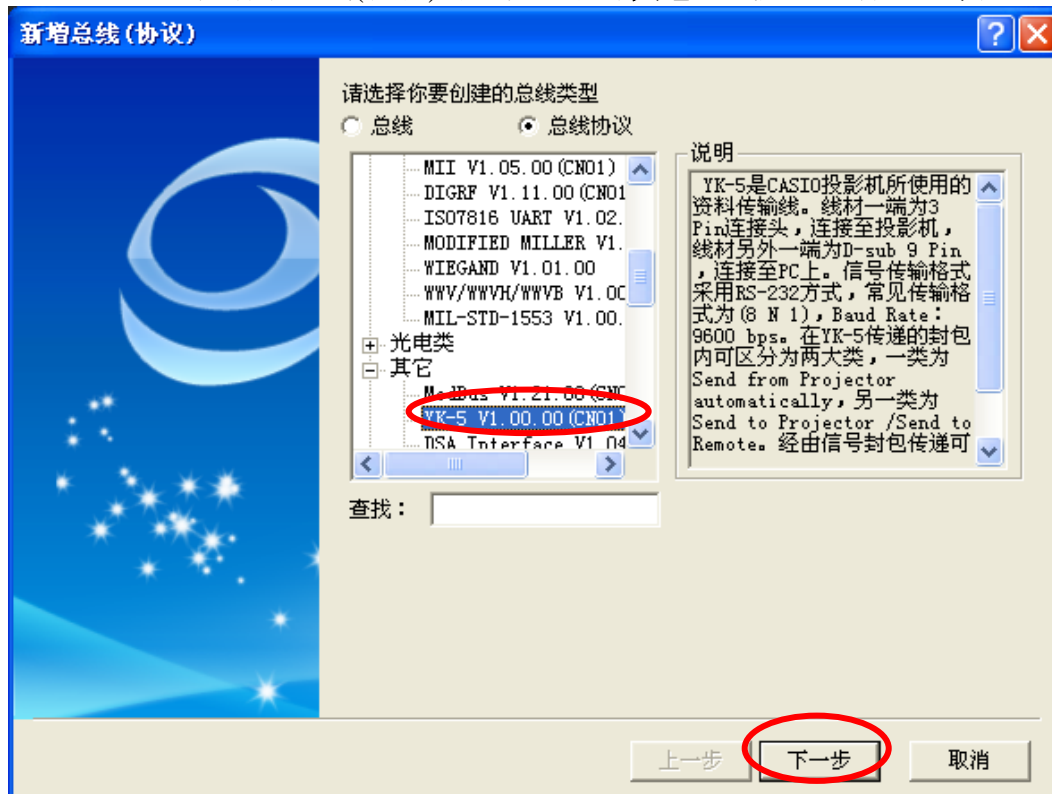 新增总线(协议)
请选择你要创建的总线类型
总线
总线协议
MII V1.05.00(CN01)
DIGRF V1.11.00(CN01
ISO7816 UART V1.02.
MODIFIED MILLER V1.
WIEGAND V1.01.00
WWV/WWVH/WWVB V1.00
MIL-STD-1553 V1.00.
光电类
其它
ModBus V1.21.00(CN0
YK-5 V1.00.00(CN01)
DSA Interface V1.04
查找：
说明
YK-5是CASIO投影机所使用的
资料传输线。线材一端为3
Pin连接头，连接至投影机，
线材另外一端为D-sub 9 Pin
，连接至PC上。信号传输格式
采用RS-232方式，常见传输格
式为(8 N 1)，Baud Rate：
9600 bps。在YK-5传递的封包
内可区分为两大类，一类为
Send from Projector
automatically，另一类为
Send to Projector /Send to
Remote。经由信号封包传递可
上一步
下一步
取消